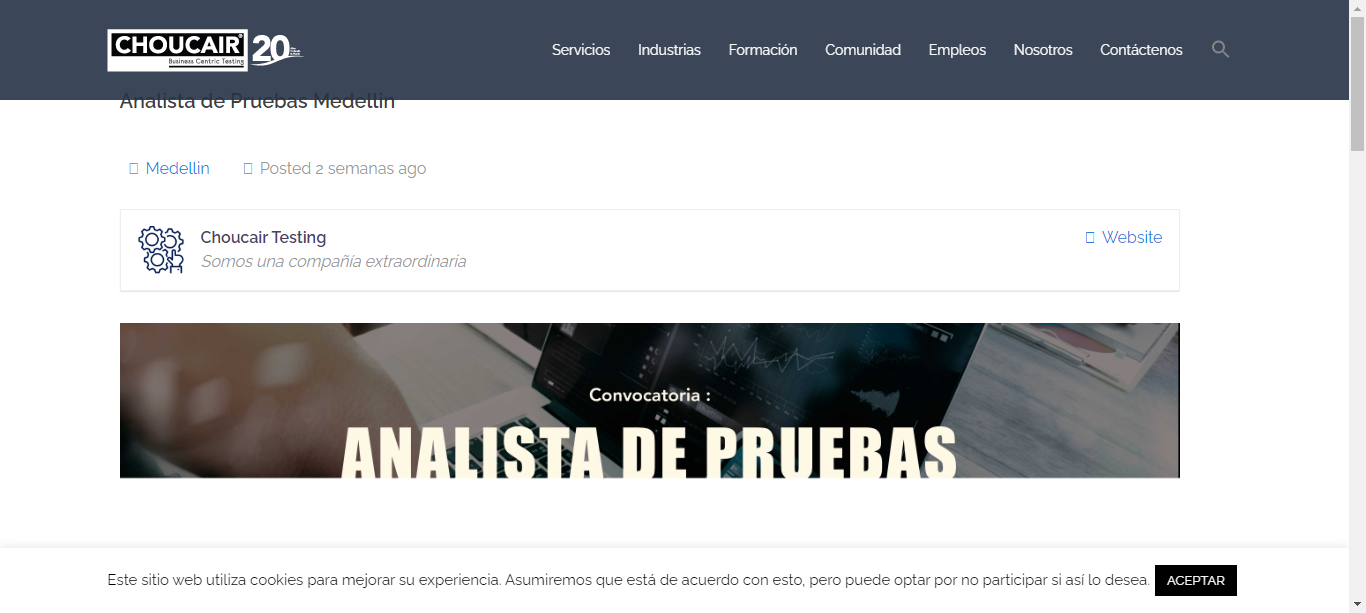 CHOUCAIR®
Business Centric Testing
20
Servicios
Industrias
Formación
Comunidad
Empleos
Nosotros
Contáctenos
Analista de Pruebas Medellin
Medellin
Posted 2 semanas ago
Choucair Testing
Website
Somos una compañía extraordinaria
Convocatoria :
ANALISTA DE PRUEBAS
Este sitio web utiliza cookies para mejorar su experiencia. Asumiremos que está de acuerdo con esto, pero puede optar por no participar si así lo desea.
ACEPTAR